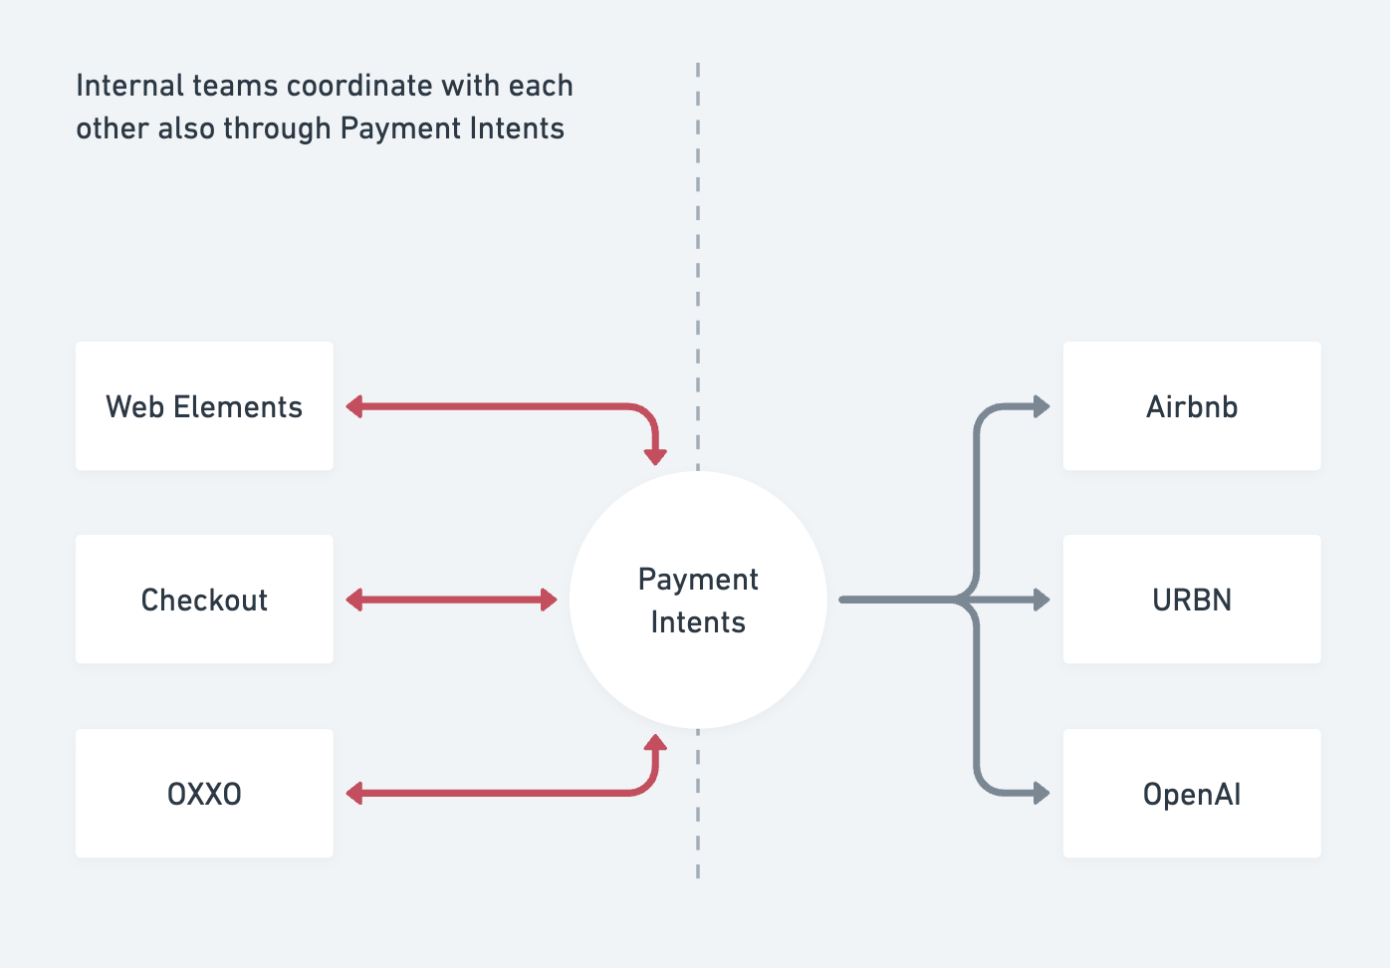 Internal teams coordinate with each
other also through Payment Intents
Web Elements
Airbnb
Payment
Intents
Checkout
URBN
OXXO
OpenAI